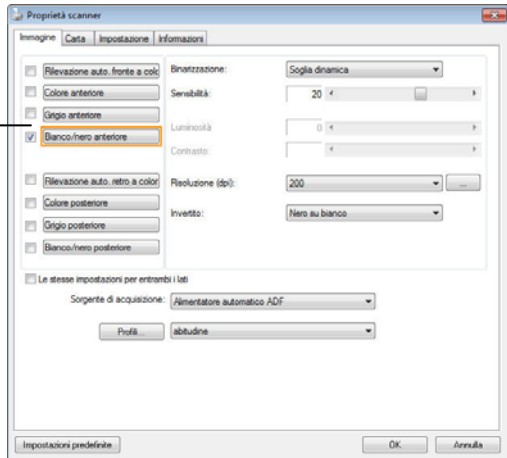 Proprietà scanner
Immagine Carta Impostazione Informazioni
Rilevazione auto. fronte a colo
Binarizzazione: Soglia dinamica
Colore anteriore
Sensibilità: 20
Grigio anteriore
Luminosità 0
Bianco/nero anteriore
Contrasto:
Rilevazione auto. retro a color
Risoluzione (dpi): 200 ...
Colore posteriore
Invertito: Nero su bianco
Grigio posteriore
Bianco/nero posteriore
Le stesse impostazioni per entrambi i lati
Sorgente di acquisizione: Alimentatore automatico ADF
Profili... abitudine
Impostazioni predefinite OK Annulla